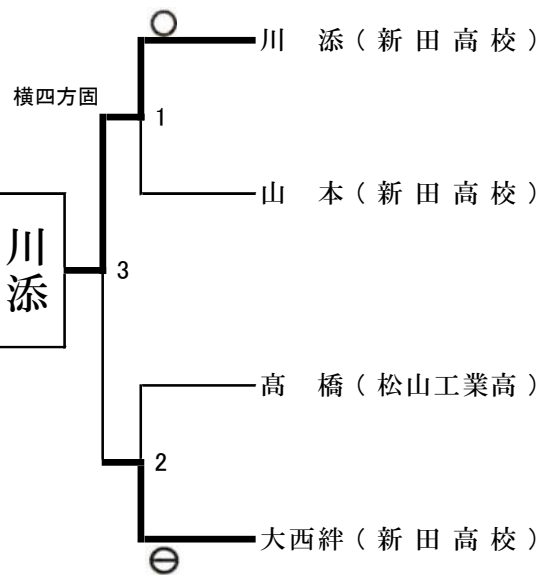 川　添（新田高校）
横四方固
1
山　本（新田高校）
川添
3
髙　橋（松山工業高）
2
大西絆（新田高校）